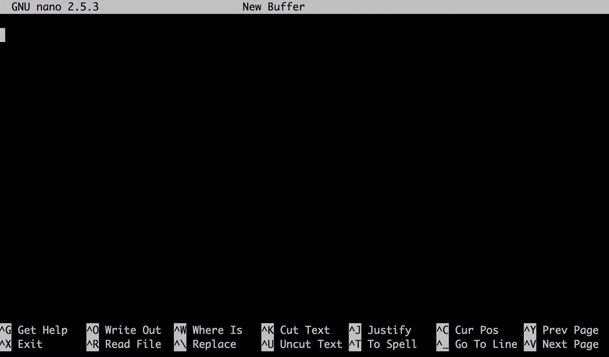 GNU nano 2.5.3 New Buffer
^G Get Help ^O Write Out ^W Where Is ^K Cut Text ^J Justify ^C Cur Pos ^Y Prev Page
^X Exit ^R Read File ^\ Replace ^U Uncut Text ^T To Spell ^_ Go To Line ^V Next Page